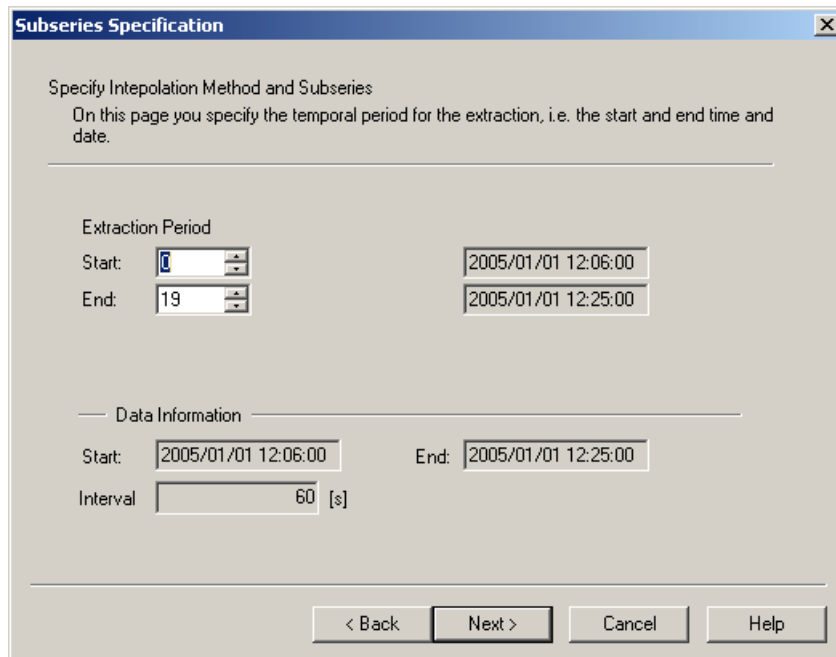 Subseries Specification
Specify Intepolation Method and Subseries
On this page you specify the temporal period for the extraction, i.e. the start and end time and
date.
Extraction Period
Start: 0 2005/01/01 12:06:00
End: 19 2005/01/01 12:25:00
Data Information
Start: 2005/01/01 12:06:00 End: 2005/01/01 12:25:00
Interval 60 [s]
< Back Next > Cancel Help